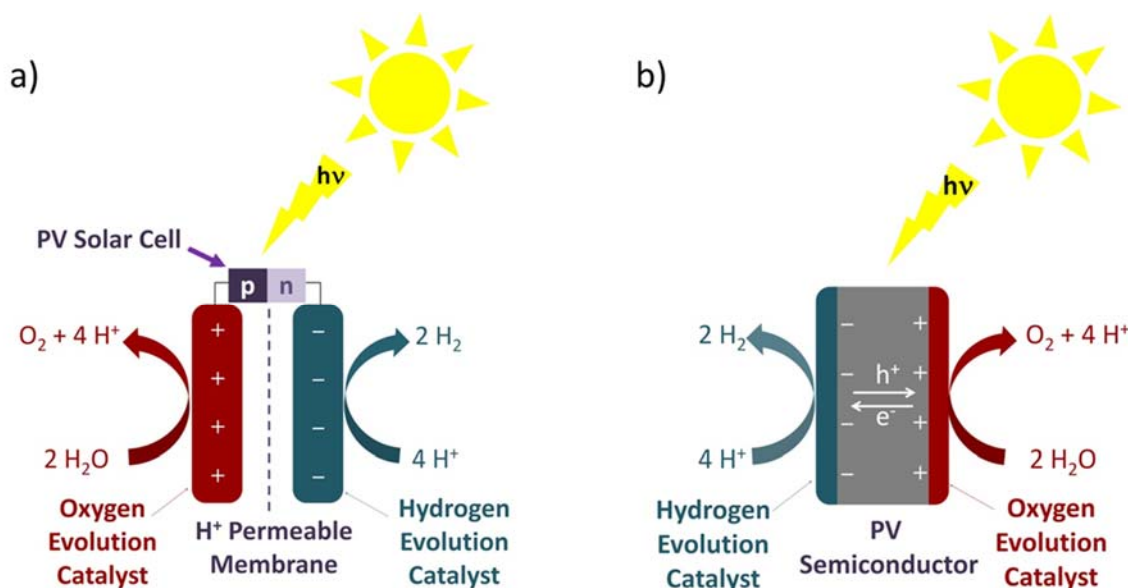 a)
hν
PV Solar Cell
p n
O₂ + 4 H⁺
2 H₂O
+
+
+
+
−
−
−
−
2 H₂
4 H⁺
Oxygen
Evolution
Catalyst
H⁺ Permeable
Membrane
Hydrogen
Evolution
Catalyst
b)
hν
2 H₂
4 H⁺
−
−
−
−
h⁺
e⁻
+
+
+
+
O₂ + 4 H⁺
2 H₂O
Hydrogen
Evolution
Catalyst
PV
Semiconductor
Oxygen
Evolution
Catalyst